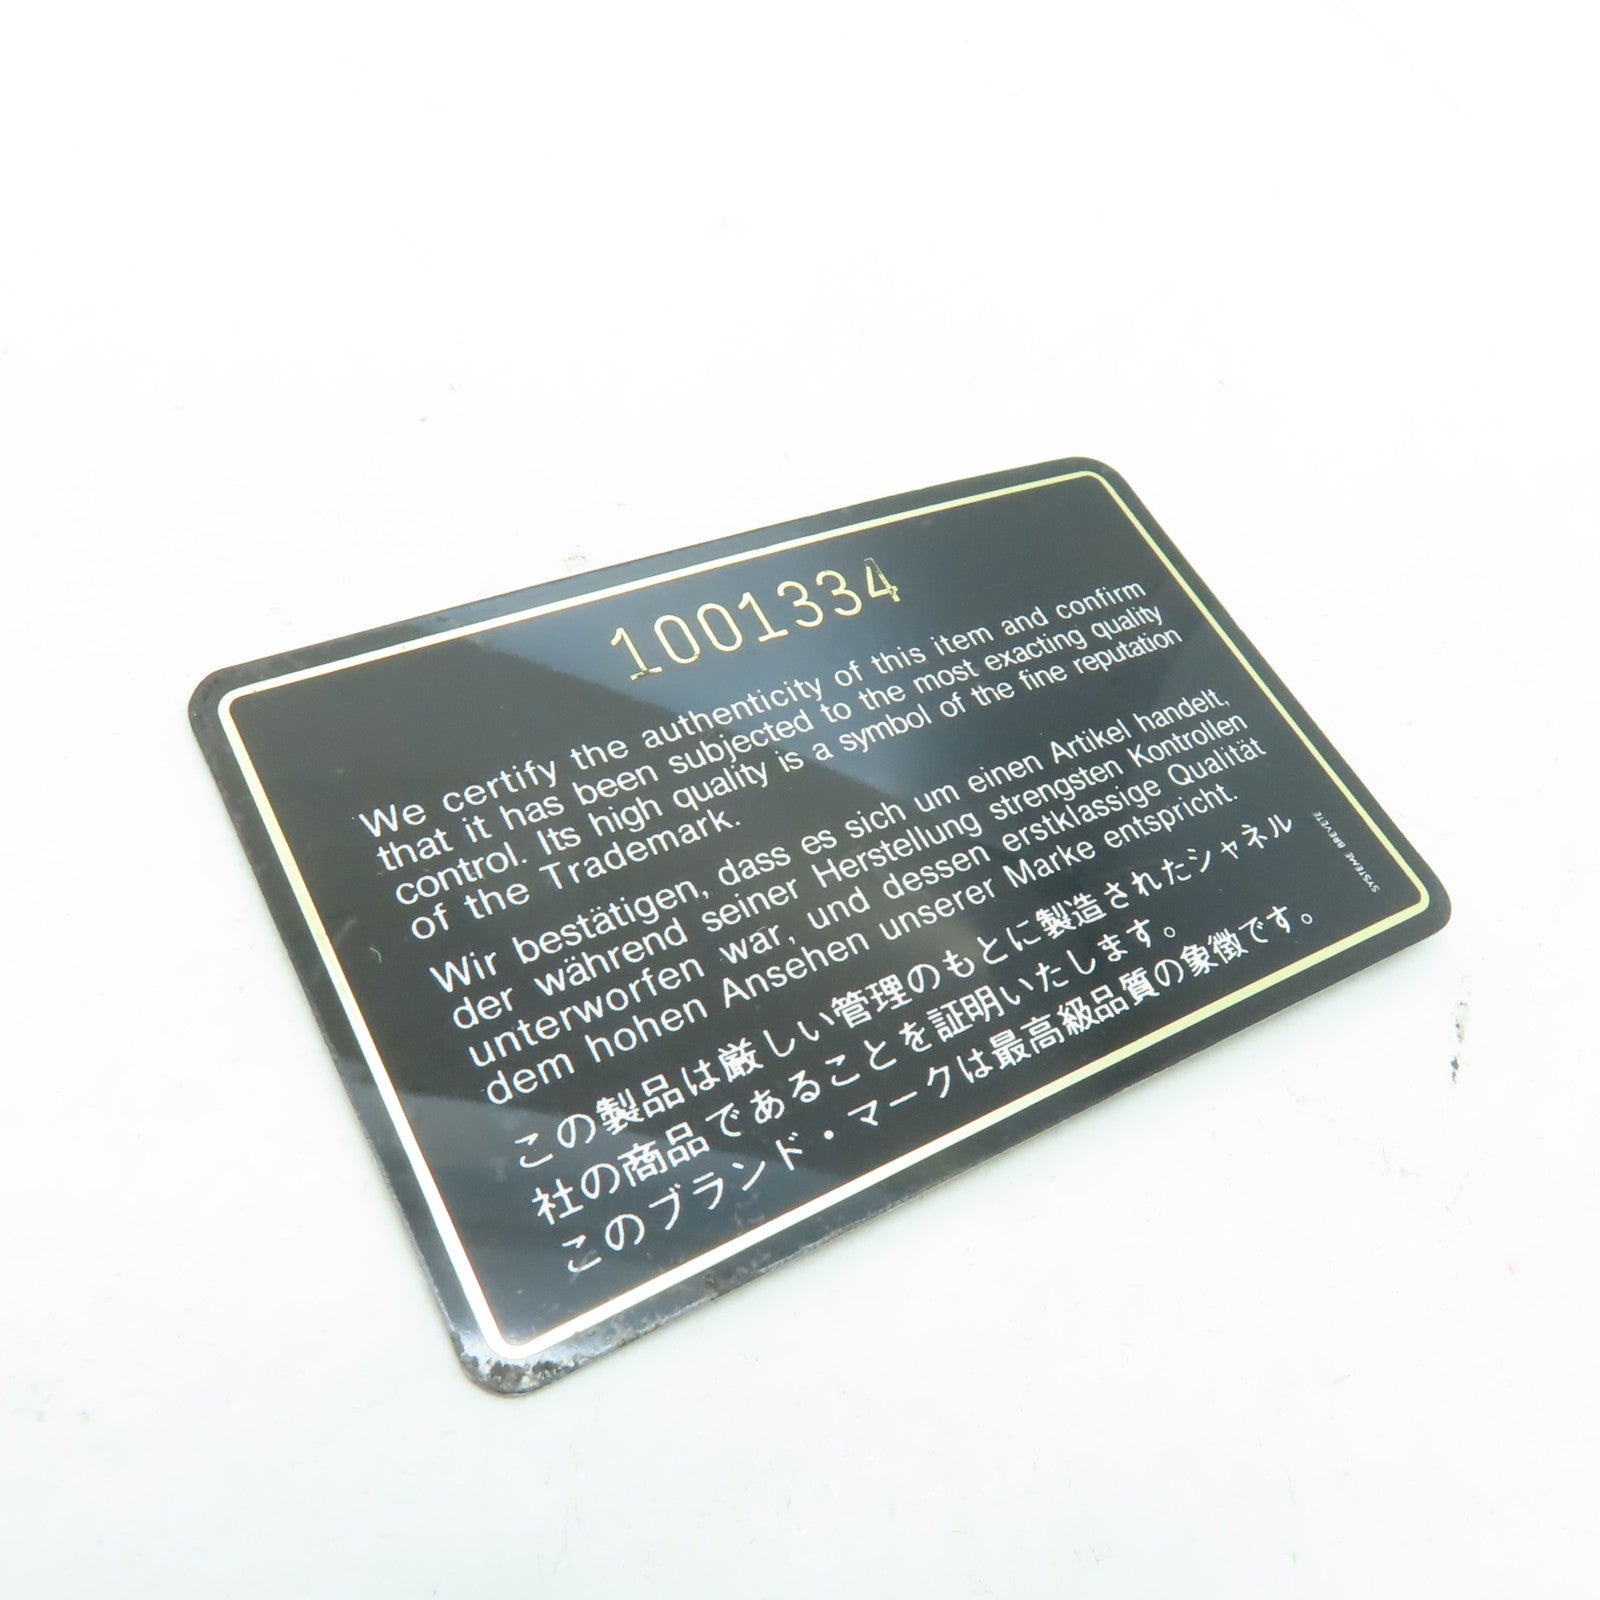 1001334
We certify the authenticity of this item and confirm
that it has been subjected to the most exacting quality
control. Its high quality is a symbol of the fine reputation
of the Trademark.
Wir bestätigen, dass es sich um einen Artikel handelt,
der während seiner Herstellung strengsten Kontrollen
unterworfen war, und dessen erstklassige Qualität
dem hohen Ansehen unserer Marke entspricht.
この製品は厳しい管理のもとに製造されたシャネル
社の商品であることを証明いたします。
このブランド・マークは最高級品質の象徴です。
SYSTEME BREVETE